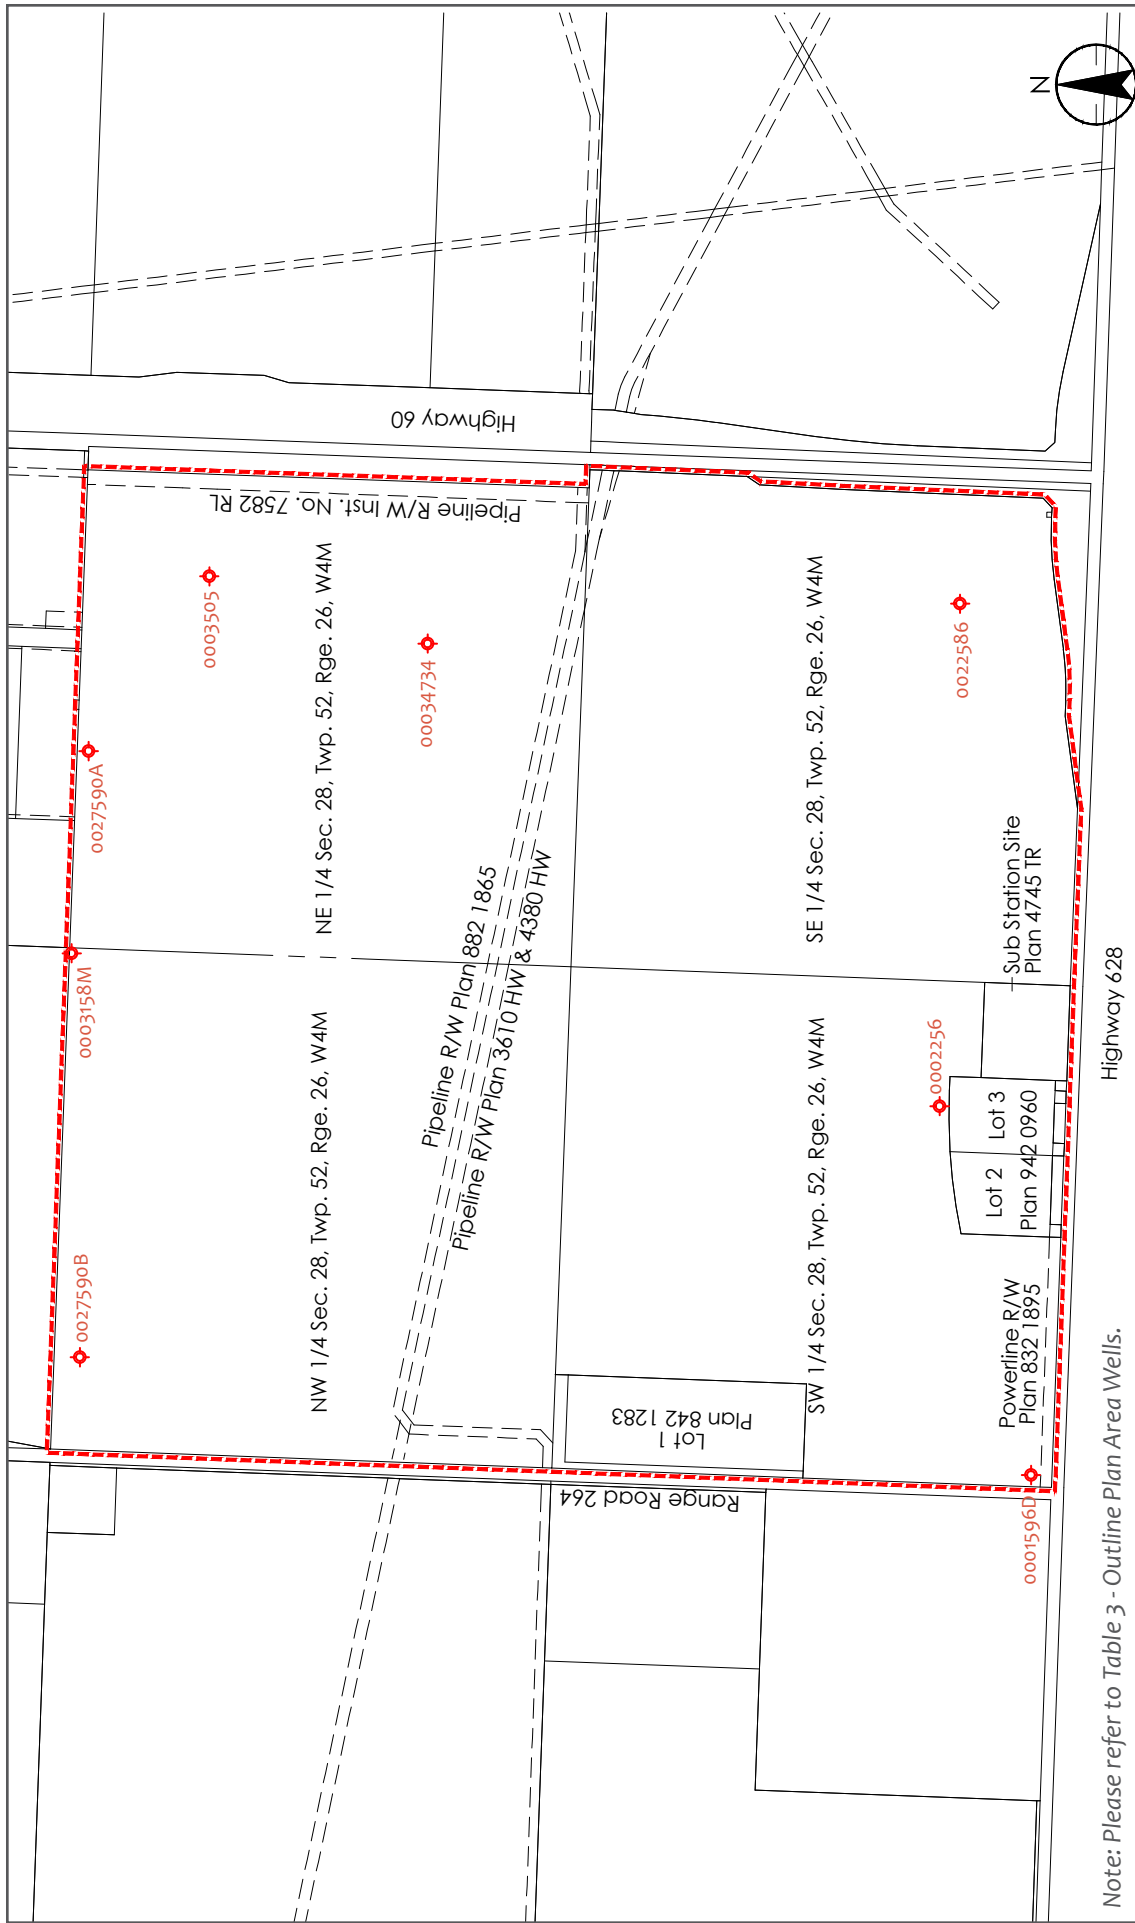 N
Highway 60
Pipeline R/W Inst. No. 7582 RL
0003505
00034734
0027590A
0003158M
0027590B
NE 1/4 Sec. 28, Twp. 52, Rge. 26, W4M
NW 1/4 Sec. 28, Twp. 52, Rge. 26, W4M
Pipeline R/W Plan 882 1865
Pipeline R/W Plan 3610 HW & 4380 HW
SE 1/4 Sec. 28, Twp. 52, Rge. 26, W4M
SW 1/4 Sec. 28, Twp. 52, Rge. 26, W4M
0022586
0002256
Sub Station Site
Plan 4745 TR
Lot 2
Lot 3
Plan 942 0960
Powerline R/W
Plan 832 1895
Lot 1
Plan 842 1283
Range Road 264
0001596D
Highway 628
Note: Please refer to Table 3 - Outline Plan Area Wells.